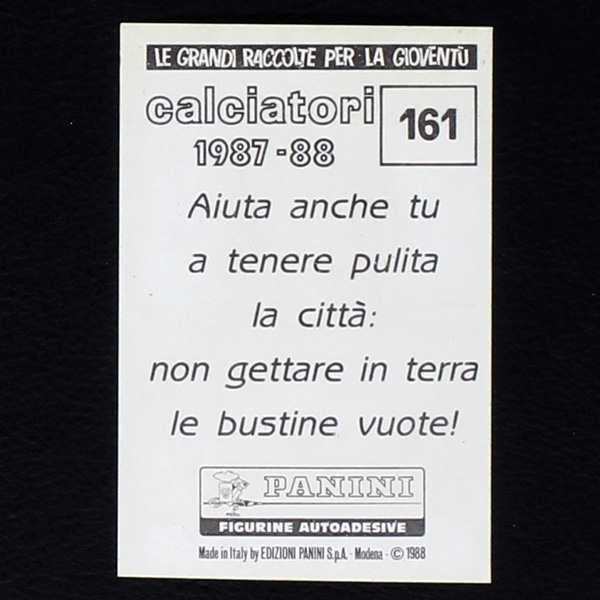 LE GRANDI RACCOLTE PER LA GIOVENTÙ
calciatori 161
1987-88
Aiuta anche tu
a tenere pulita
la città:
non gettare in terra
le bustine vuote!
PANINI
FIGURINE AUTOADESIVE
Made in Italy by EDIZIONI PANINI S.p.A. - Modena - © 1988